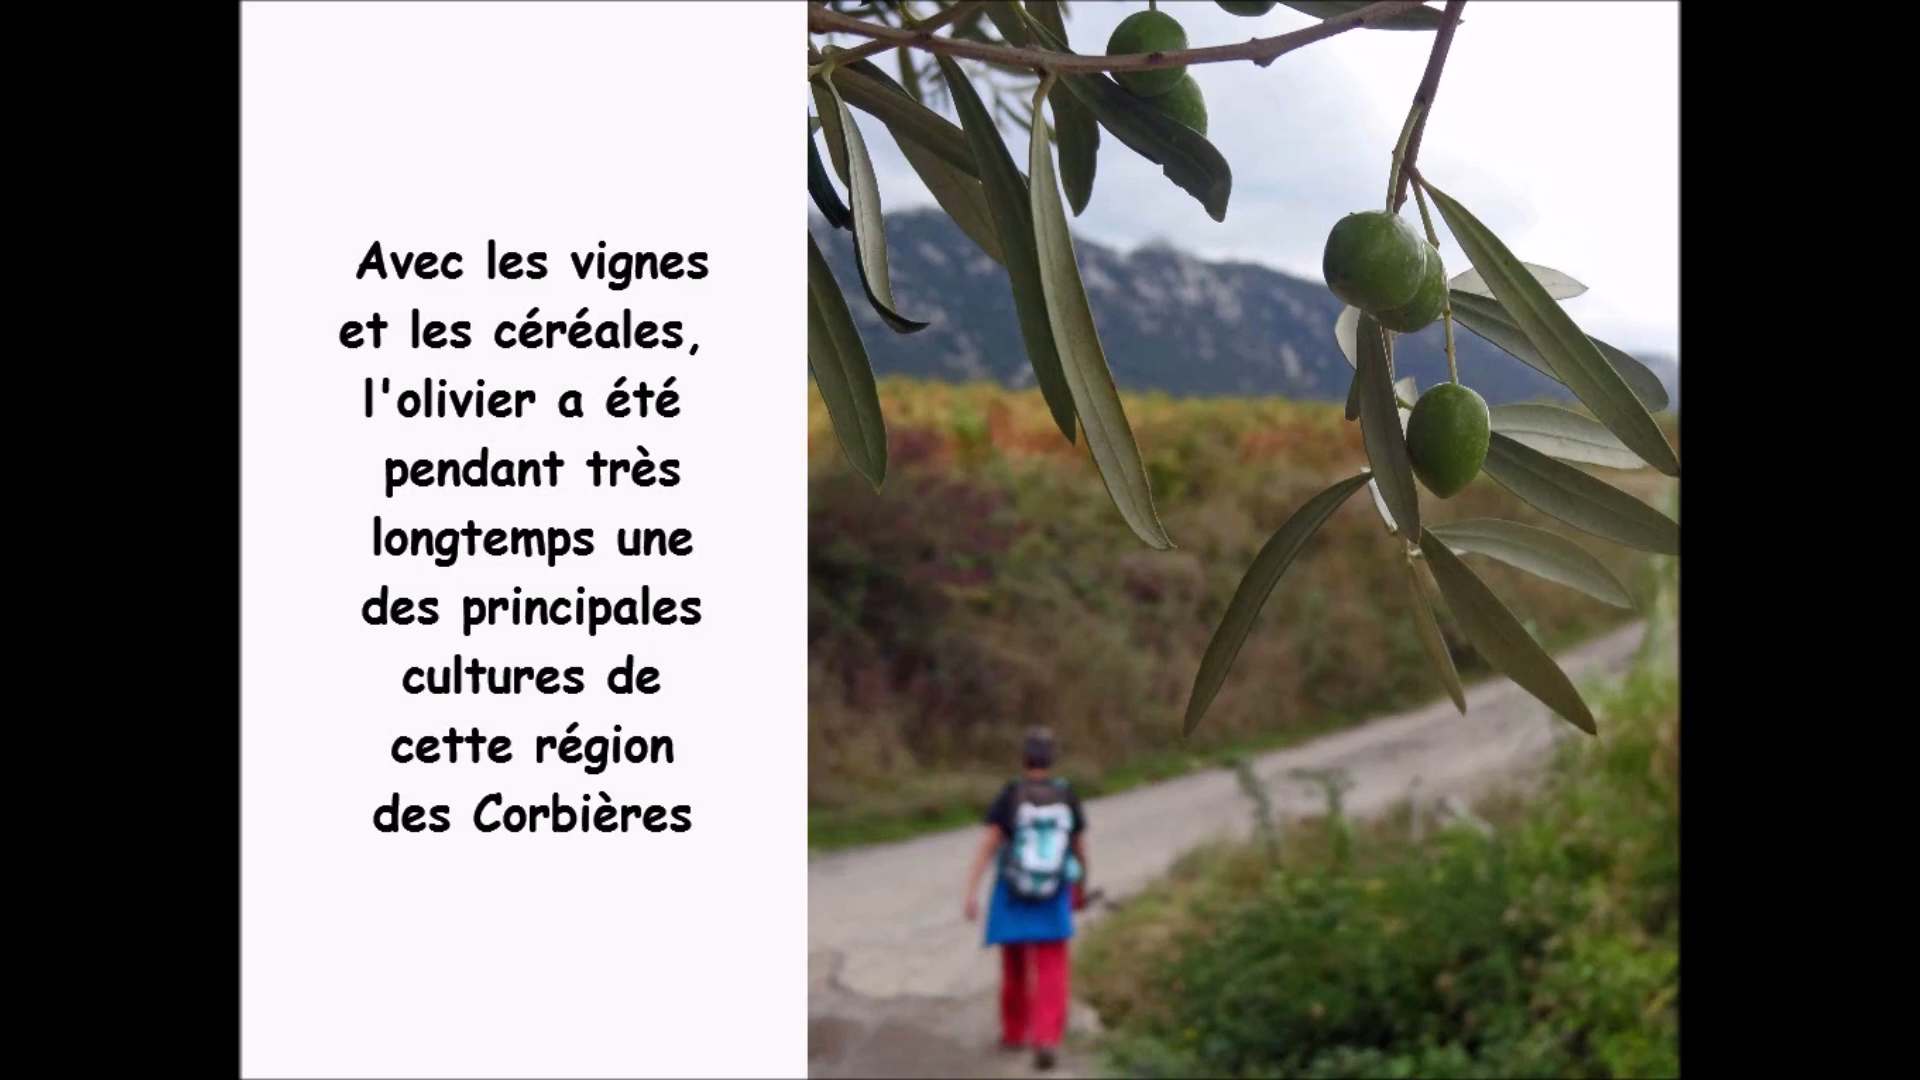 Avec les vignes
et les céréales,
l'olivier a été
pendant très
longtemps une
des principales
cultures de
cette région
des Corbières